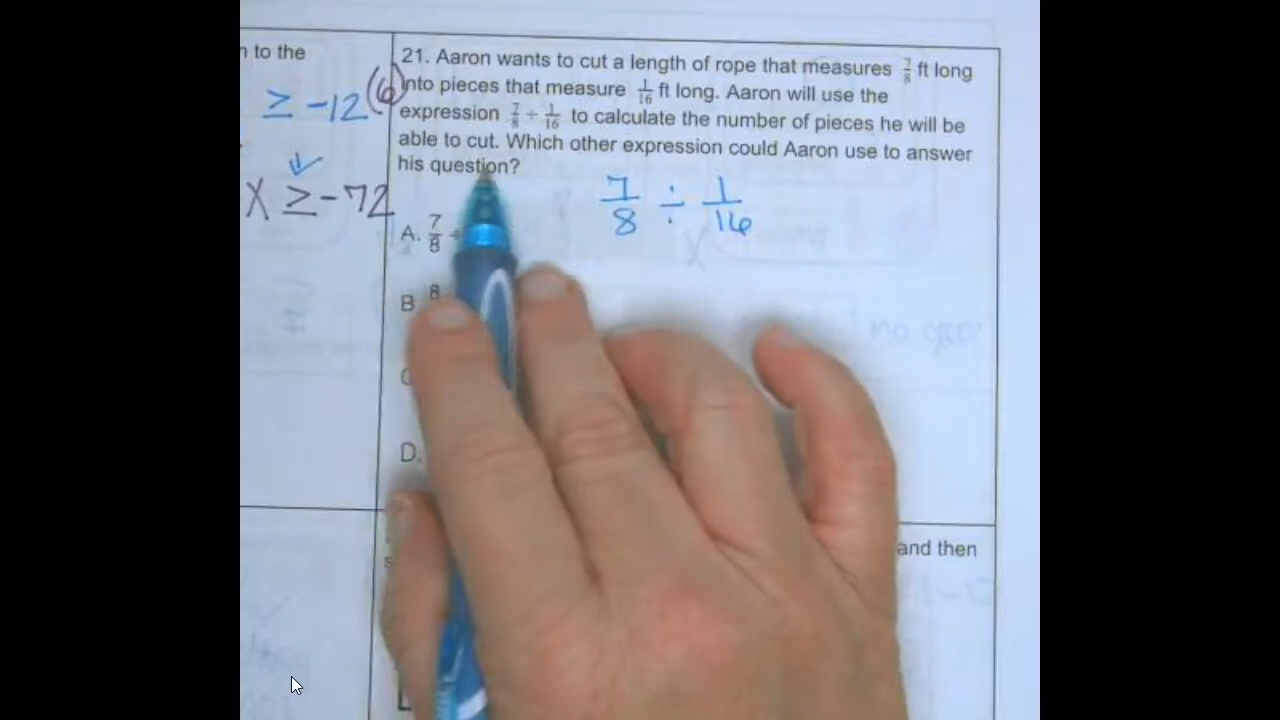 n to the
≥ -12 (6)
X ≥ -72
21. Aaron wants to cut a length of rope that measures 7/8 ft long
into pieces that measure 1/16 ft long. Aaron will use the
expression 7/8 ÷ 1/16 to calculate the number of pieces he will be
able to cut. Which other expression could Aaron use to answer
his question?
7/8 ÷ 1/16
A. 7/8
B 8
D.
and then